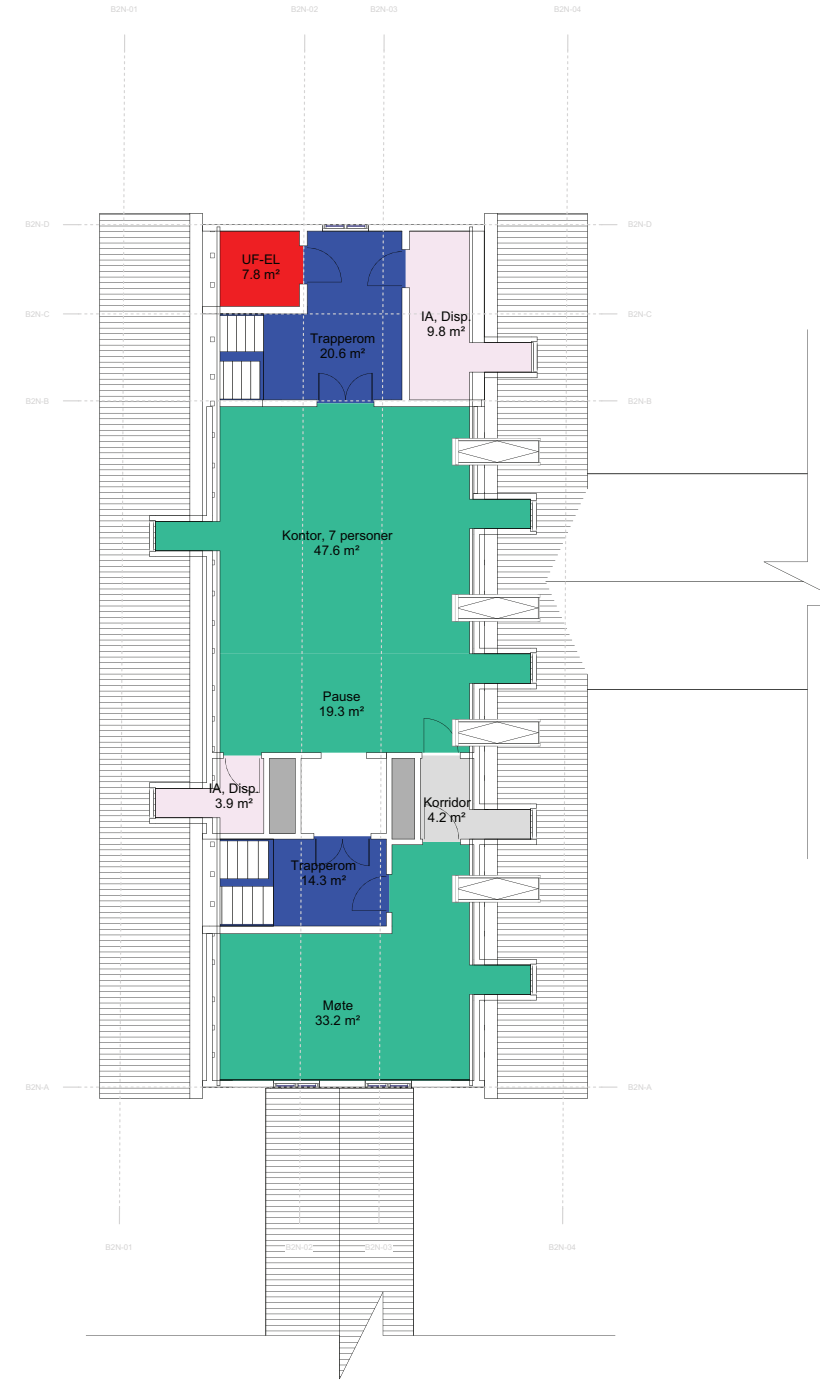 B2N-01
B2N-02
B2N-03
B2N-04
B2N-D
B2N-D
UF-EL
7.8 m²
B2N-C
B2N-C
IA, Disp.
9.8 m²
Trapperom
20.6 m²
B2N-B
B2N-B
Kontor, 7 personer
47.6 m²
Pause
19.3 m²
IA, Disp.
3.9 m²
Korridor
4.2 m²
Trapperom
14.3 m²
Møte
33.2 m²
B2N-A
B2N-A
B2N-01
B2N-02
B2N-03
B2N-04